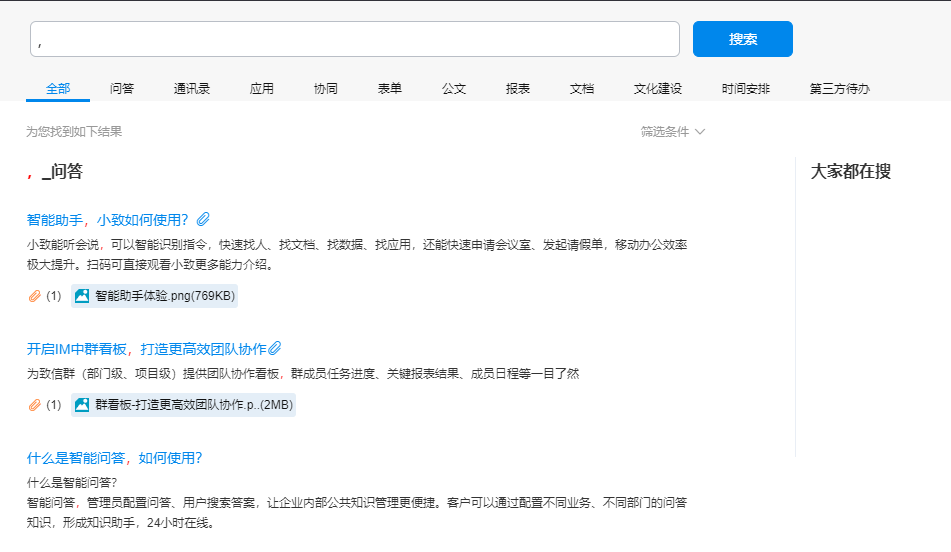 ,
搜索
全部 问答 通讯录 应用 协同 表单 公文 报表 文档 文化建设 时间安排 第三方待办
为您找到如下结果
筛选条件
，_问答
大家都在搜
智能助手，小致如何使用？
小致能听会说，可以智能识别指令，快速找人、找文档、找数据、找应用，还能快速申请会议室、发起请假单，移动办公效率
极大提升。扫码可直接观看小致更多能力介绍。
(1) 智能助手体验.png(769KB)
开启IM中群看板，打造更高效团队协作
为致信群（部门级、项目级）提供团队协作看板，群成员任务进度、关键报表结果、成员日程等一目了然
(1) 群看板-打造更高效团队协作.p..(2MB)
什么是智能问答，如何使用？
什么是智能问答？
智能问答，管理员配置问答、用户搜索答案，让企业内部公共知识管理更便捷。客户可以通过配置不同业务、不同部门的问答
知识，形成知识助手，24小时在线。